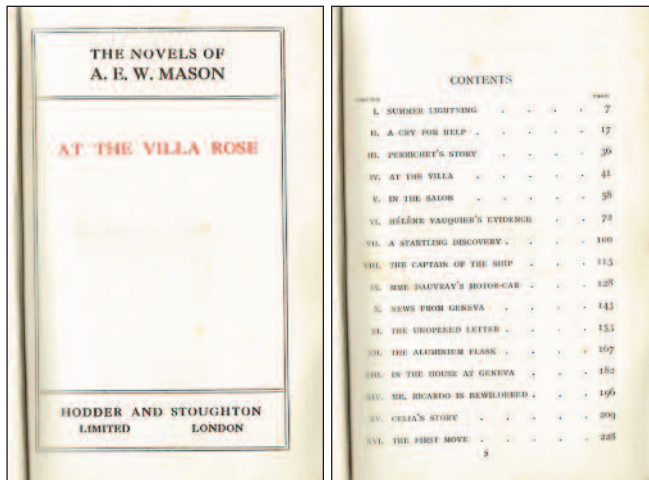 THE NOVELS OF
A. E. W. MASON
AT THE VILLA ROSE
HODDER AND STOUGHTON
LIMITED LONDON
CONTENTS
CHAPTER PAGE
I. SUMMER LIGHTNING . . . . 7
II. A CRY FOR HELP . . . . . 17
III. PERRICHET'S STORY . . . . 36
IV. AT THE VILLA . . . . . 41
V. IN THE SALON . . . . . 58
VI. HÉLÈNE VAUQUIER'S EVIDENCE . . . 72
VII. A STARTLING DISCOVERY . . . . 100
VIII. THE CAPTAIN OF THE SHIP . . . 113
IX. MME DAUVRAY'S MOTOR-CAR . . . 128
X. NEWS FROM GENEVA . . . . 143
XI. THE UNOPENED LETTER . . . . 153
XII. THE ALUMINIUM FLASK . . . . 167
XIII. IN THE HOUSE AT GENEVA . . . 182
XIV. MR. RICARDO IS BEWILDERED . . . 196
XV. CELIA'S STORY . . . . . 209
XVI. THE FIRST MOVE . . . . . 228
5